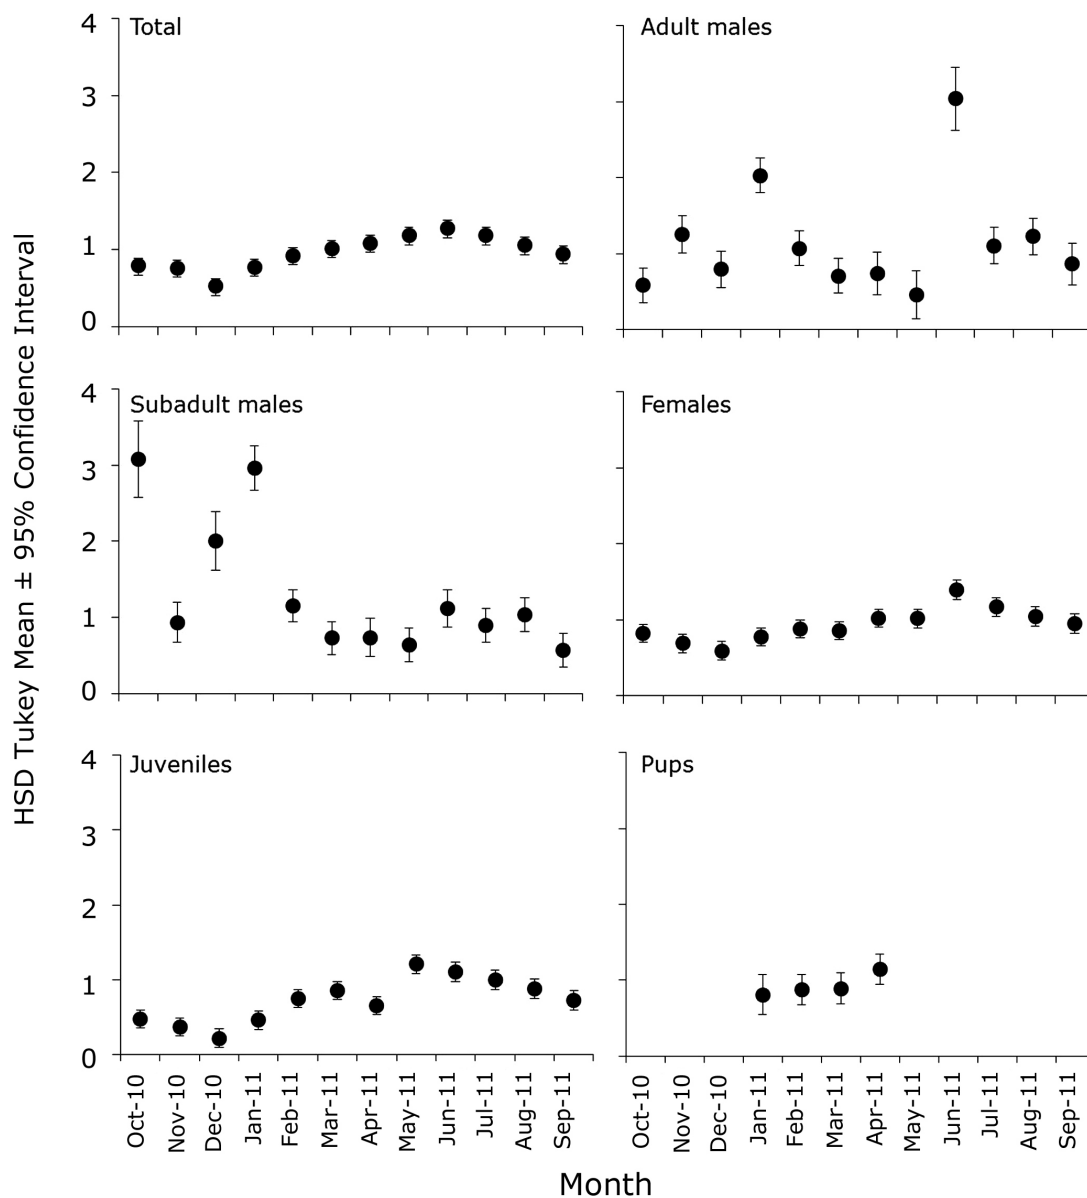 HSD Tukey Mean ± 95% Confidence Interval
Total
4
3
2
1
0
Adult males
Subadult males
4
3
2
1
0
Females
Juveniles
4
3
2
1
0
Pups
Oct-10
Nov-10
Dec-10
Jan-11
Feb-11
Mar-11
Apr-11
May-11
Jun-11
Jul-11
Aug-11
Sep-11
Oct-10
Nov-10
Dec-10
Jan-11
Feb-11
Mar-11
Apr-11
May-11
Jun-11
Jul-11
Aug-11
Sep-11
Month